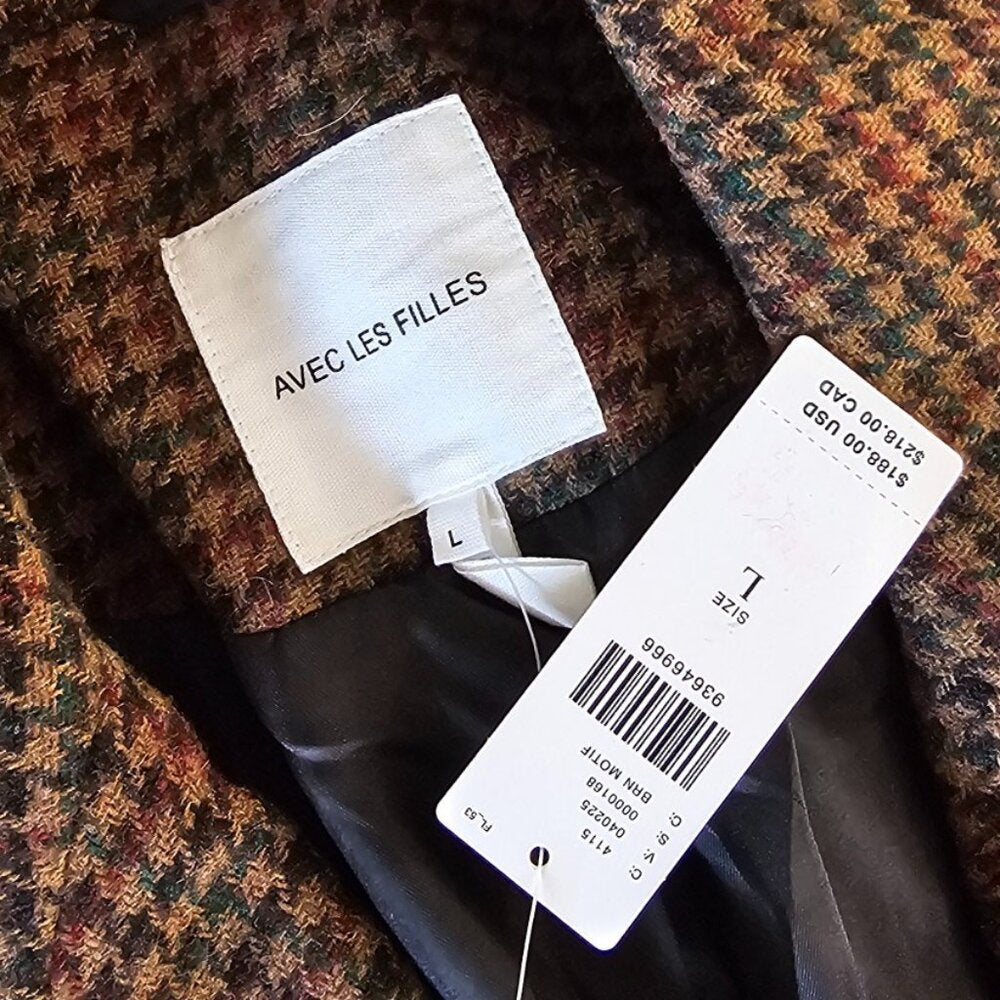 AVEC LES FILLES
L
C: 4115
V: 040225
S: 0000168
C: BRN MOTIF
FL_53
93646966
SIZE
L
$188.00 USD
$218.00 CAD